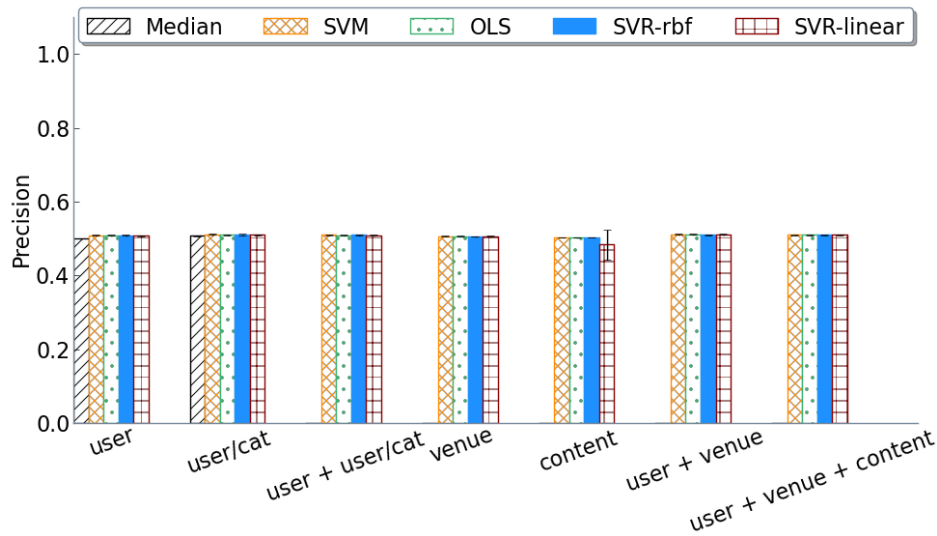 Median SVM OLS SVR-rbf SVR-linear
1.0
0.8
0.6
0.4
0.2
0.0
Precision
user
user/cat
user + user/cat
venue
content
user + venue
user + venue + content